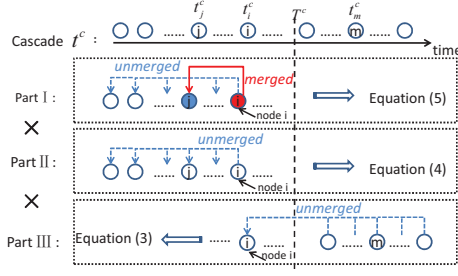 t_j^c t_i^c T^c t_m^c
Cascade t^c : ..... j ..... i ..... ..... m .....
time
unmerged merged
Part I : ..... j ..... i ..... Equation (5)
node i
×
unmerged
Part II : ..... j ..... i ..... Equation (4)
node i
×
unmerged
Part III : Equation (3) ..... i ..... ..... m .....
node i